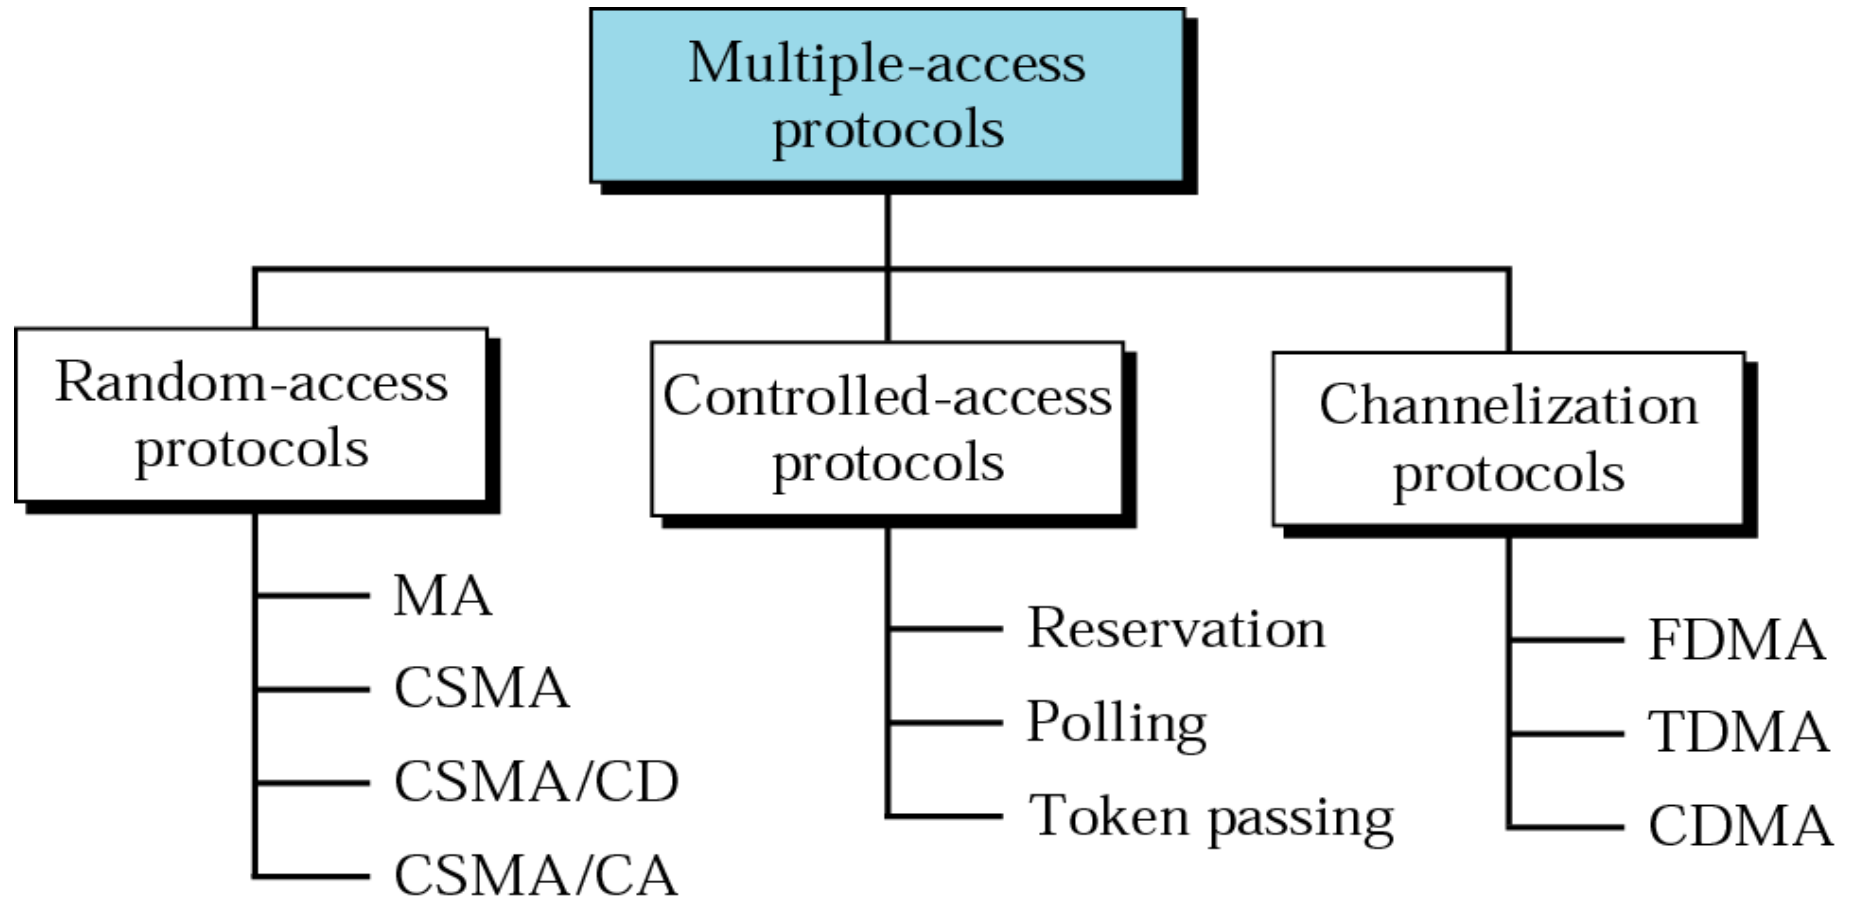 Multiple-access
protocols
Random-access
protocols
MA
CSMA
CSMA/CD
CSMA/CA
Controlled-access
protocols
Reservation
Polling
Token passing
Channelization
protocols
FDMA
TDMA
CDMA